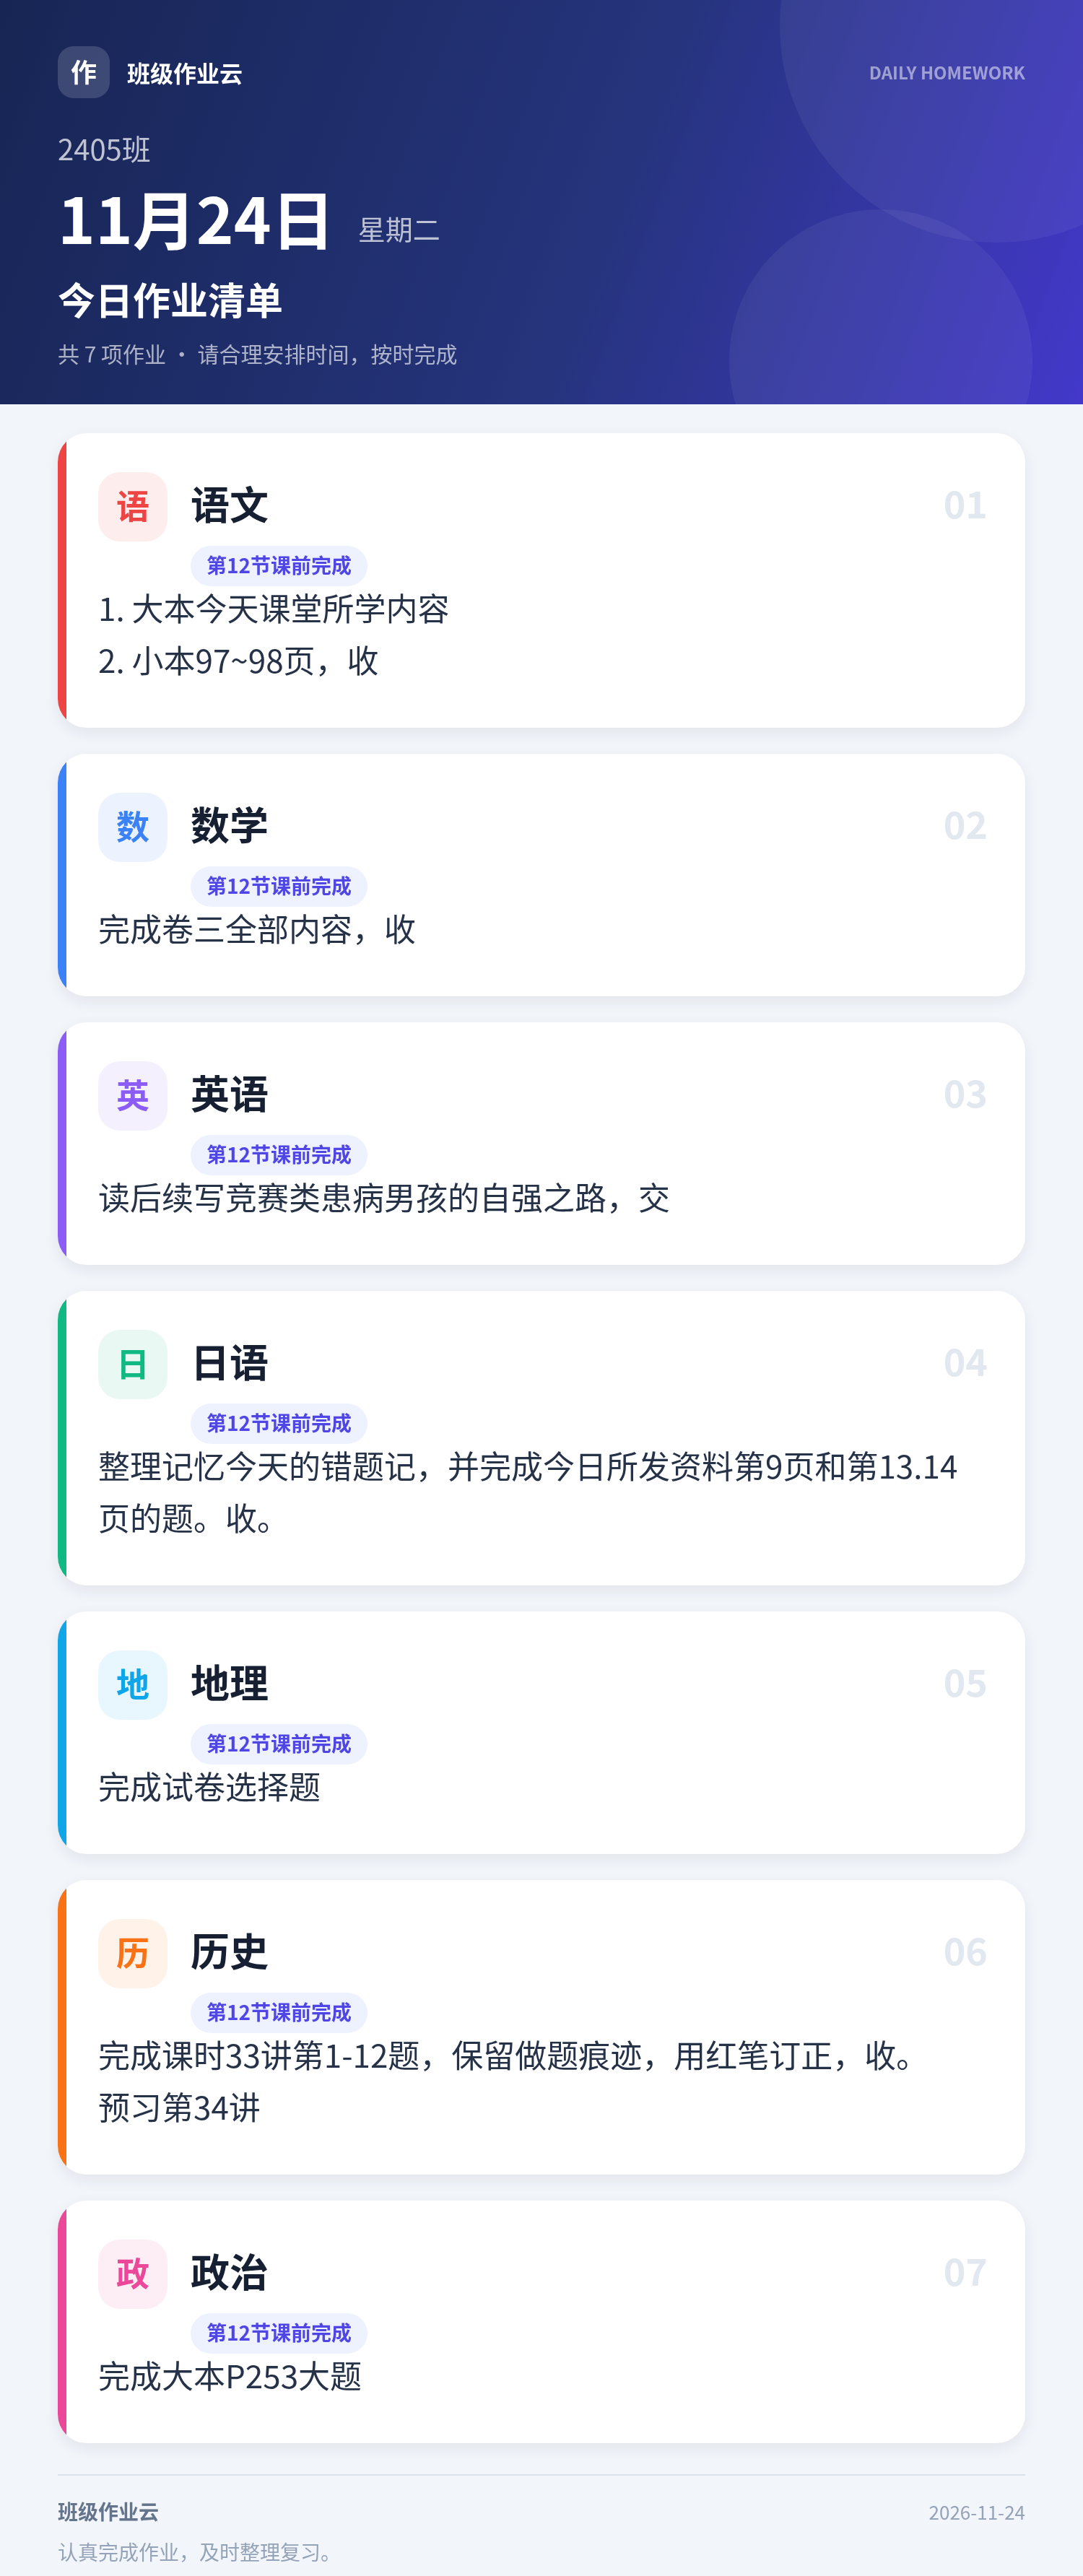 作 班级作业云 DAILY HOMEWORK
2405班
11月24日 星期二
今日作业清单
共 7 项作业 · 请合理安排时间，按时完成
语 语文 01
第12节课前完成
1. 大本今天课堂所学内容
2. 小本97~98页，收
数 数学 02
第12节课前完成
完成卷三全部内容，收
英 英语 03
第12节课前完成
读后续写竞赛类患病男孩的自强之路，交
日 日语 04
第12节课前完成
整理记忆今天的错题记，并完成今日所发资料第9页和第13.14
页的题。收。
地 地理 05
第12节课前完成
完成试卷选择题
历 历史 06
第12节课前完成
完成课时33讲第1-12题，保留做题痕迹，用红笔订正，收。
预习第34讲
政 政治 07
第12节课前完成
完成大本P253大题
班级作业云 2026-11-24
认真完成作业，及时整理复习。